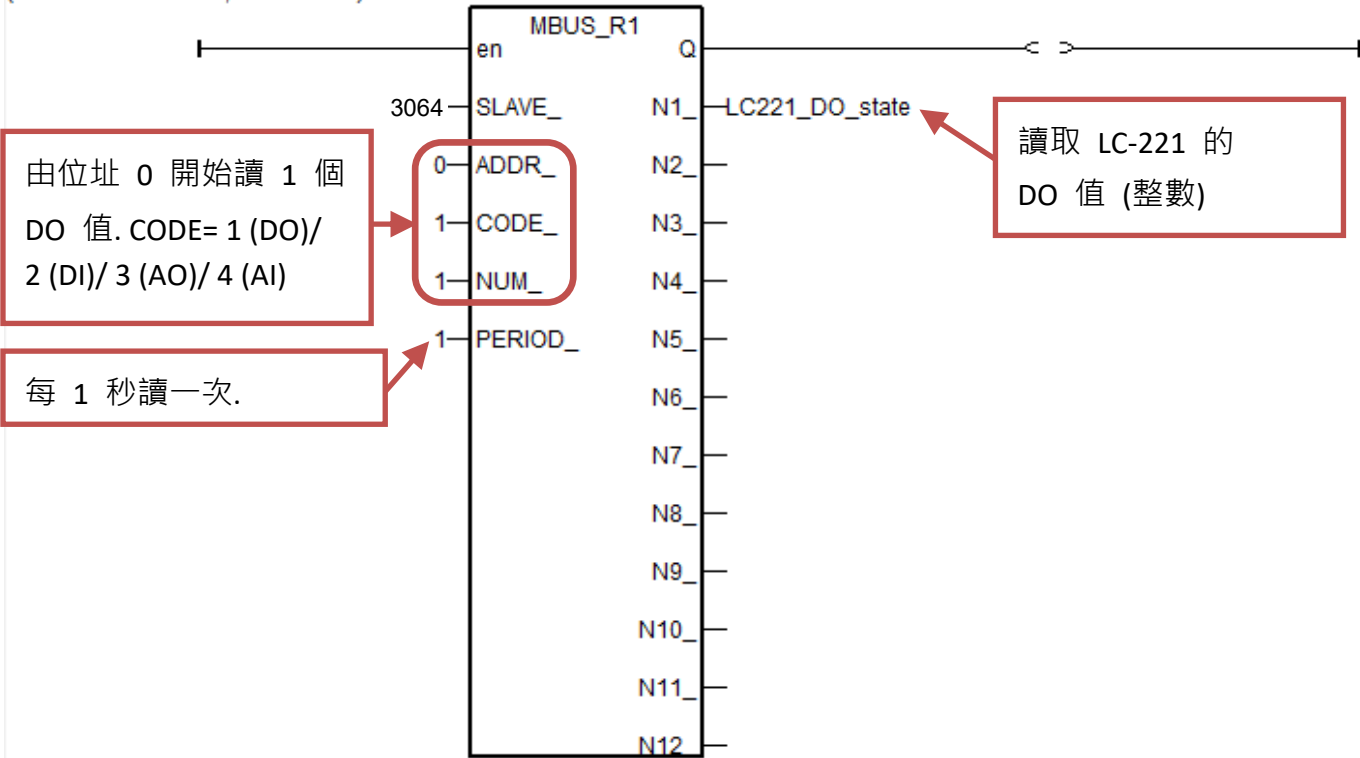 MBUS_R1
en Q
3064 SLAVE_ N1_ LC221_DO_state
0 ADDR_ N2_
1 CODE_ N3_
1 NUM_ N4_
1 PERIOD_ N5_
N6_
N7_
N8_
N9_
N10_
N11_
N12
由位址 0 開始讀 1 個
DO 值. CODE= 1 (DO)/
2 (DI)/ 3 (AO)/ 4 (AI)
每 1 秒讀一次.
讀取 LC-221 的
DO 值 (整數)